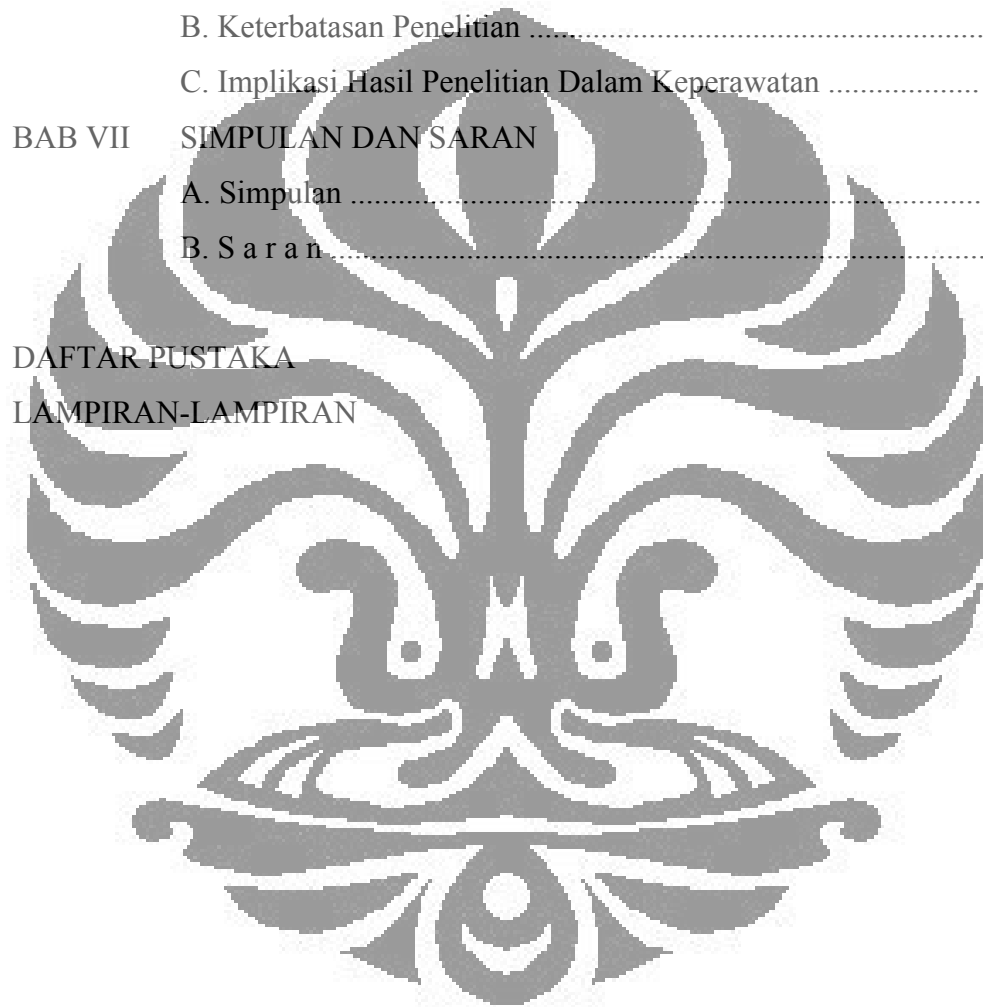 B. Keterbatasan Penelitian ..........................................................
C. Implikasi Hasil Penelitian Dalam Keperawatan ...................
BAB VII SIMPULAN DAN SARAN
A. Simpulan ................................................................................
B. S a r a n ...................................................................................
DAFTAR PUSTAKA
LAMPIRAN-LAMPIRAN